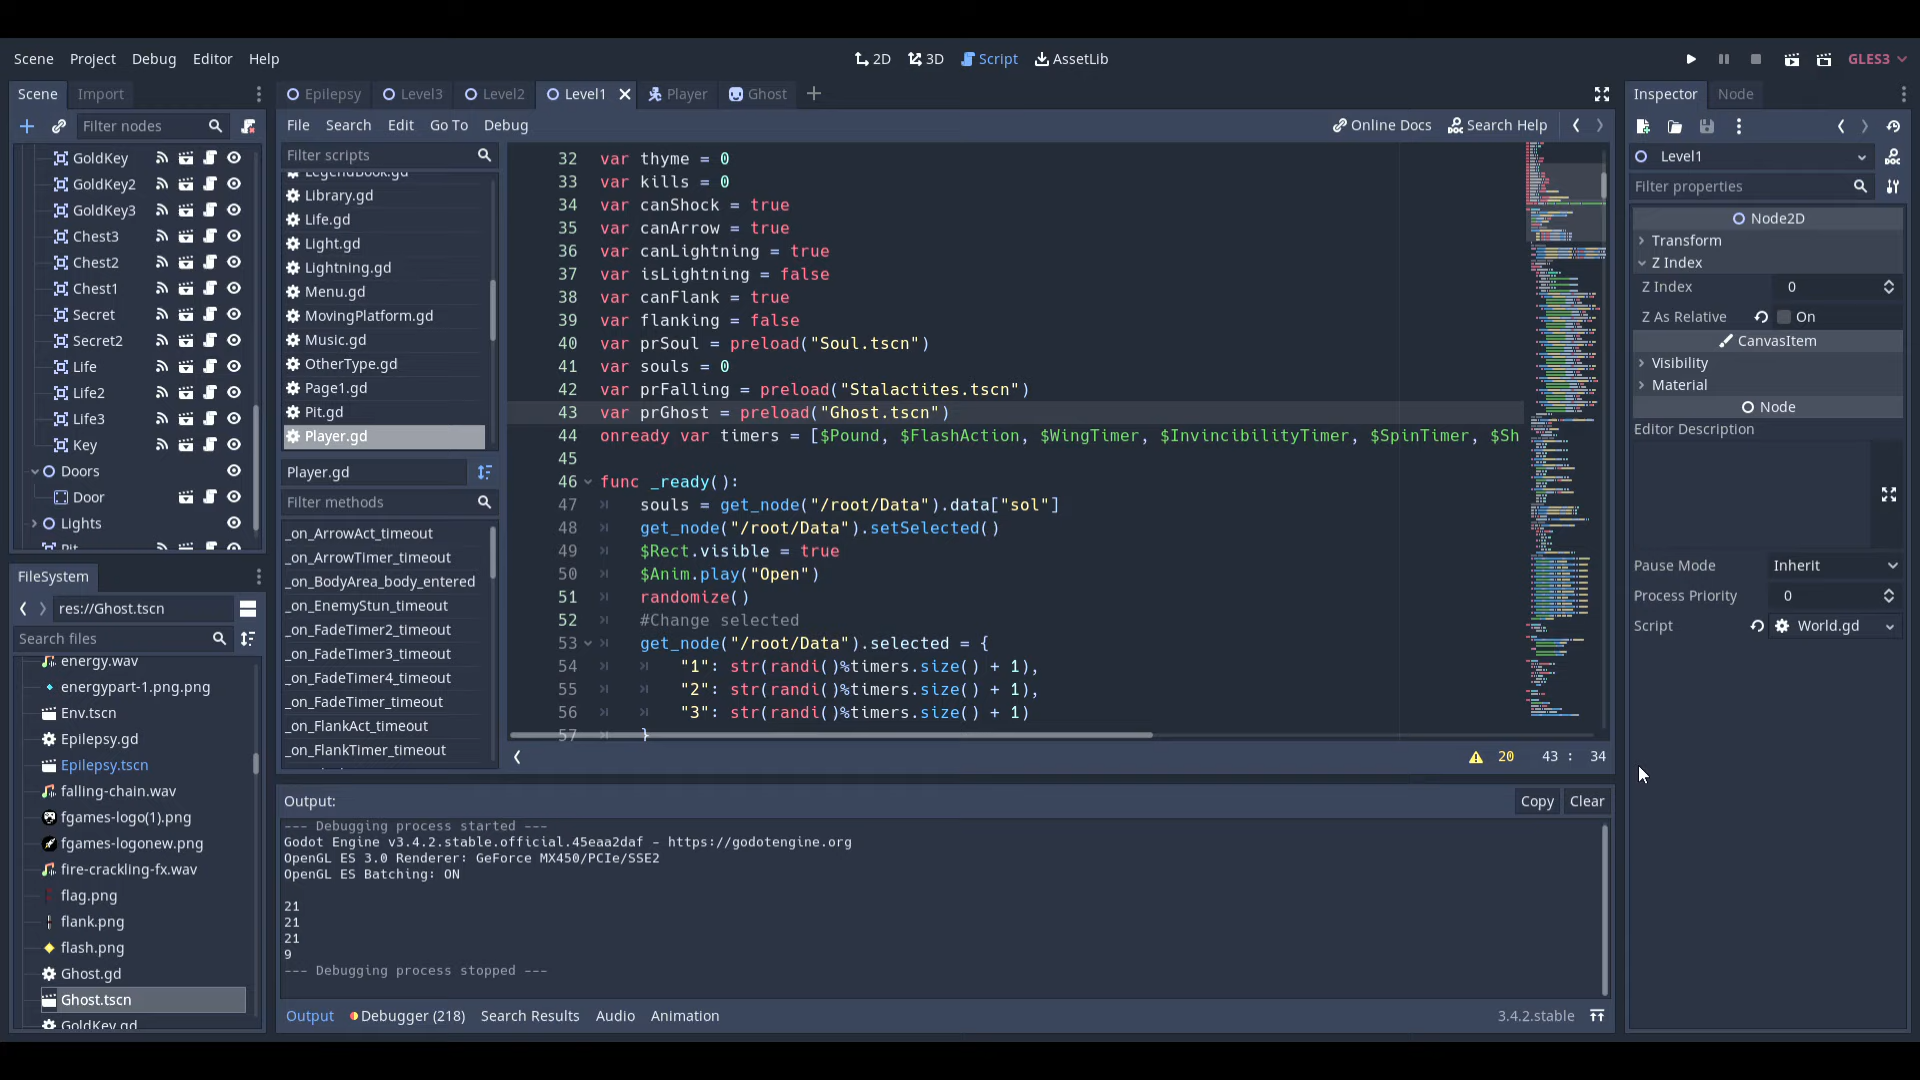 Scene Project Debug Editor Help
2D 3D Script AssetLib
GLES3
Scene Import
Epilepsy Level3 Level2 Level1 Player Ghost
Inspector Node
Filter nodes
File Search Edit Go To Debug
Online Docs Search Help
GoldKey
GoldKey2
GoldKey3
Chest3
Chest2
Chest1
Secret
Secret2
Life
Life2
Life3
Key
Doors
Door
Lights
Pit
FileSystem
res://Ghost.tscn
Search files
energy.wav
energypart-1.png.png
Env.tscn
Epilepsy.gd
Epilepsy.tscn
falling-chain.wav
fgames-logo(1).png
fgames-logonew.png
fire-crackling-fx.wav
flag.png
flank.png
flash.png
Ghost.gd
Ghost.tscn
GoldKey.gd
Filter scripts
LegendBook.gd
Library.gd
Life.gd
Light.gd
Lightning.gd
Menu.gd
MovingPlatform.gd
Music.gd
OtherType.gd
Page1.gd
Pit.gd
Player.gd
Player.gd
Filter methods
_on_ArrowAct_timeout
_on_ArrowTimer_timeout
_on_BodyArea_body_entered
_on_EnemyStun_timeout
_on_FadeTimer2_timeout
_on_FadeTimer3_timeout
_on_FadeTimer4_timeout
_on_FadeTimer_timeout
_on_FlankAct_timeout
_on_FlankTimer_timeout
32 var thyme = 0
33 var kills = 0
34 var canShock = true
35 var canArrow = true
36 var canLightning = true
37 var isLightning = false
38 var canFlank = true
39 var flanking = false
40 var prSoul = preload("Soul.tscn")
41 var souls = 0
42 var prFalling = preload("Stalactites.tscn")
43 var prGhost = preload("Ghost.tscn")
44 onready var timers = [$Pound, $FlashAction, $WingTimer, $InvincibilityTimer, $SpinTimer, $Sh
45
46 func _ready():
47 souls = get_node("/root/Data").data["sol"]
48 get_node("/root/Data").setSelected()
49 $Rect.visible = true
50 $Anim.play("Open")
51 randomize()
52 #Change selected
53 get_node("/root/Data").selected = {
54 "1": str(randi()%timers.size() + 1),
55 "2": str(randi()%timers.size() + 1),
56 "3": str(randi()%timers.size() + 1)
57 }
20 43 : 34
Output:
Copy Clear
--- Debugging process started ---
Godot Engine v3.4.2.stable.official.45eaa2daf - https://godotengine.org
OpenGL ES 3.0 Renderer: GeForce MX450/PCIe/SSE2
OpenGL ES Batching: ON
21
21
21
9
--- Debugging process stopped ---
Output Debugger (218) Search Results Audio Animation
3.4.2.stable
Level1
Filter properties
Node2D
Transform
Z Index
Z Index 0
Z As Relative On
CanvasItem
Visibility
Material
Node
Editor Description
Pause Mode Inherit
Process Priority 0
Script World.gd